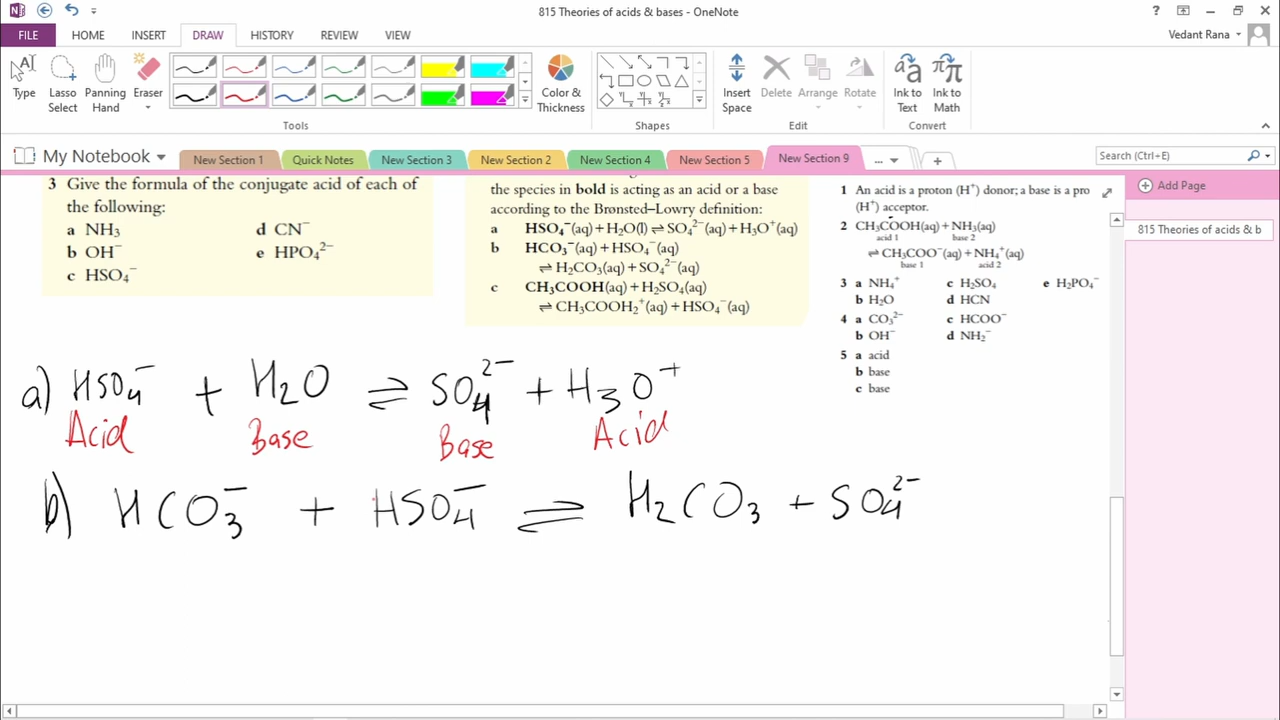 815 Theories of acids & bases - OneNote
FILE HOME INSERT DRAW HISTORY REVIEW VIEW
Vedant Rana
Type
Lasso Select
Panning Hand
Eraser
Color & Thickness
Insert Space
Delete
Arrange
Rotate
Ink to Text
Ink to Math
Tools
Shapes
Edit
Convert
My Notebook
New Section 1
Quick Notes
New Section 3
New Section 2
New Section 4
New Section 5
New Section 9
...
Search (Ctrl+E)
Add Page
815 Theories of acids & b
3 Give the formula of the conjugate acid of each of
the following:
a NH₃ d CN⁻
b OH⁻ e HPO₄²⁻
c HSO₄⁻
the species in bold is acting as an acid or a base
according to the Brønsted–Lowry definition:
a HSO₄⁻(aq) + H₂O(l) ⇌ SO₄²⁻(aq) + H₃O⁺(aq)
b HCO₃⁻(aq) + HSO₄⁻(aq)
⇌ H₂CO₃(aq) + SO₄²⁻(aq)
c CH₃COOH(aq) + H₂SO₄(aq)
⇌ CH₃COOH₂⁺(aq) + HSO₄⁻(aq)
1 An acid is a proton (H⁺) donor; a base is a pro
(H⁺) acceptor.
2 CH₃COOH(aq) + NH₃(aq)
acid 1 base 2
⇌ CH₃COO⁻(aq) + NH₄⁺(aq)
base 1 acid 2
3 a NH₄⁺ c H₂SO₄ e H₂PO₄⁻
b H₂O d HCN
4 a CO₃²⁻ c HCOO⁻
b OH⁻ d NH₂⁻
5 a acid
b base
c base
a) HSO₄⁻ + H₂O ⇌ SO₄²⁻ + H₃O⁺
Acid Base Base Acid
b) HCO₃⁻ + HSO₄⁻ ⇌ H₂CO₃ + SO₄²⁻